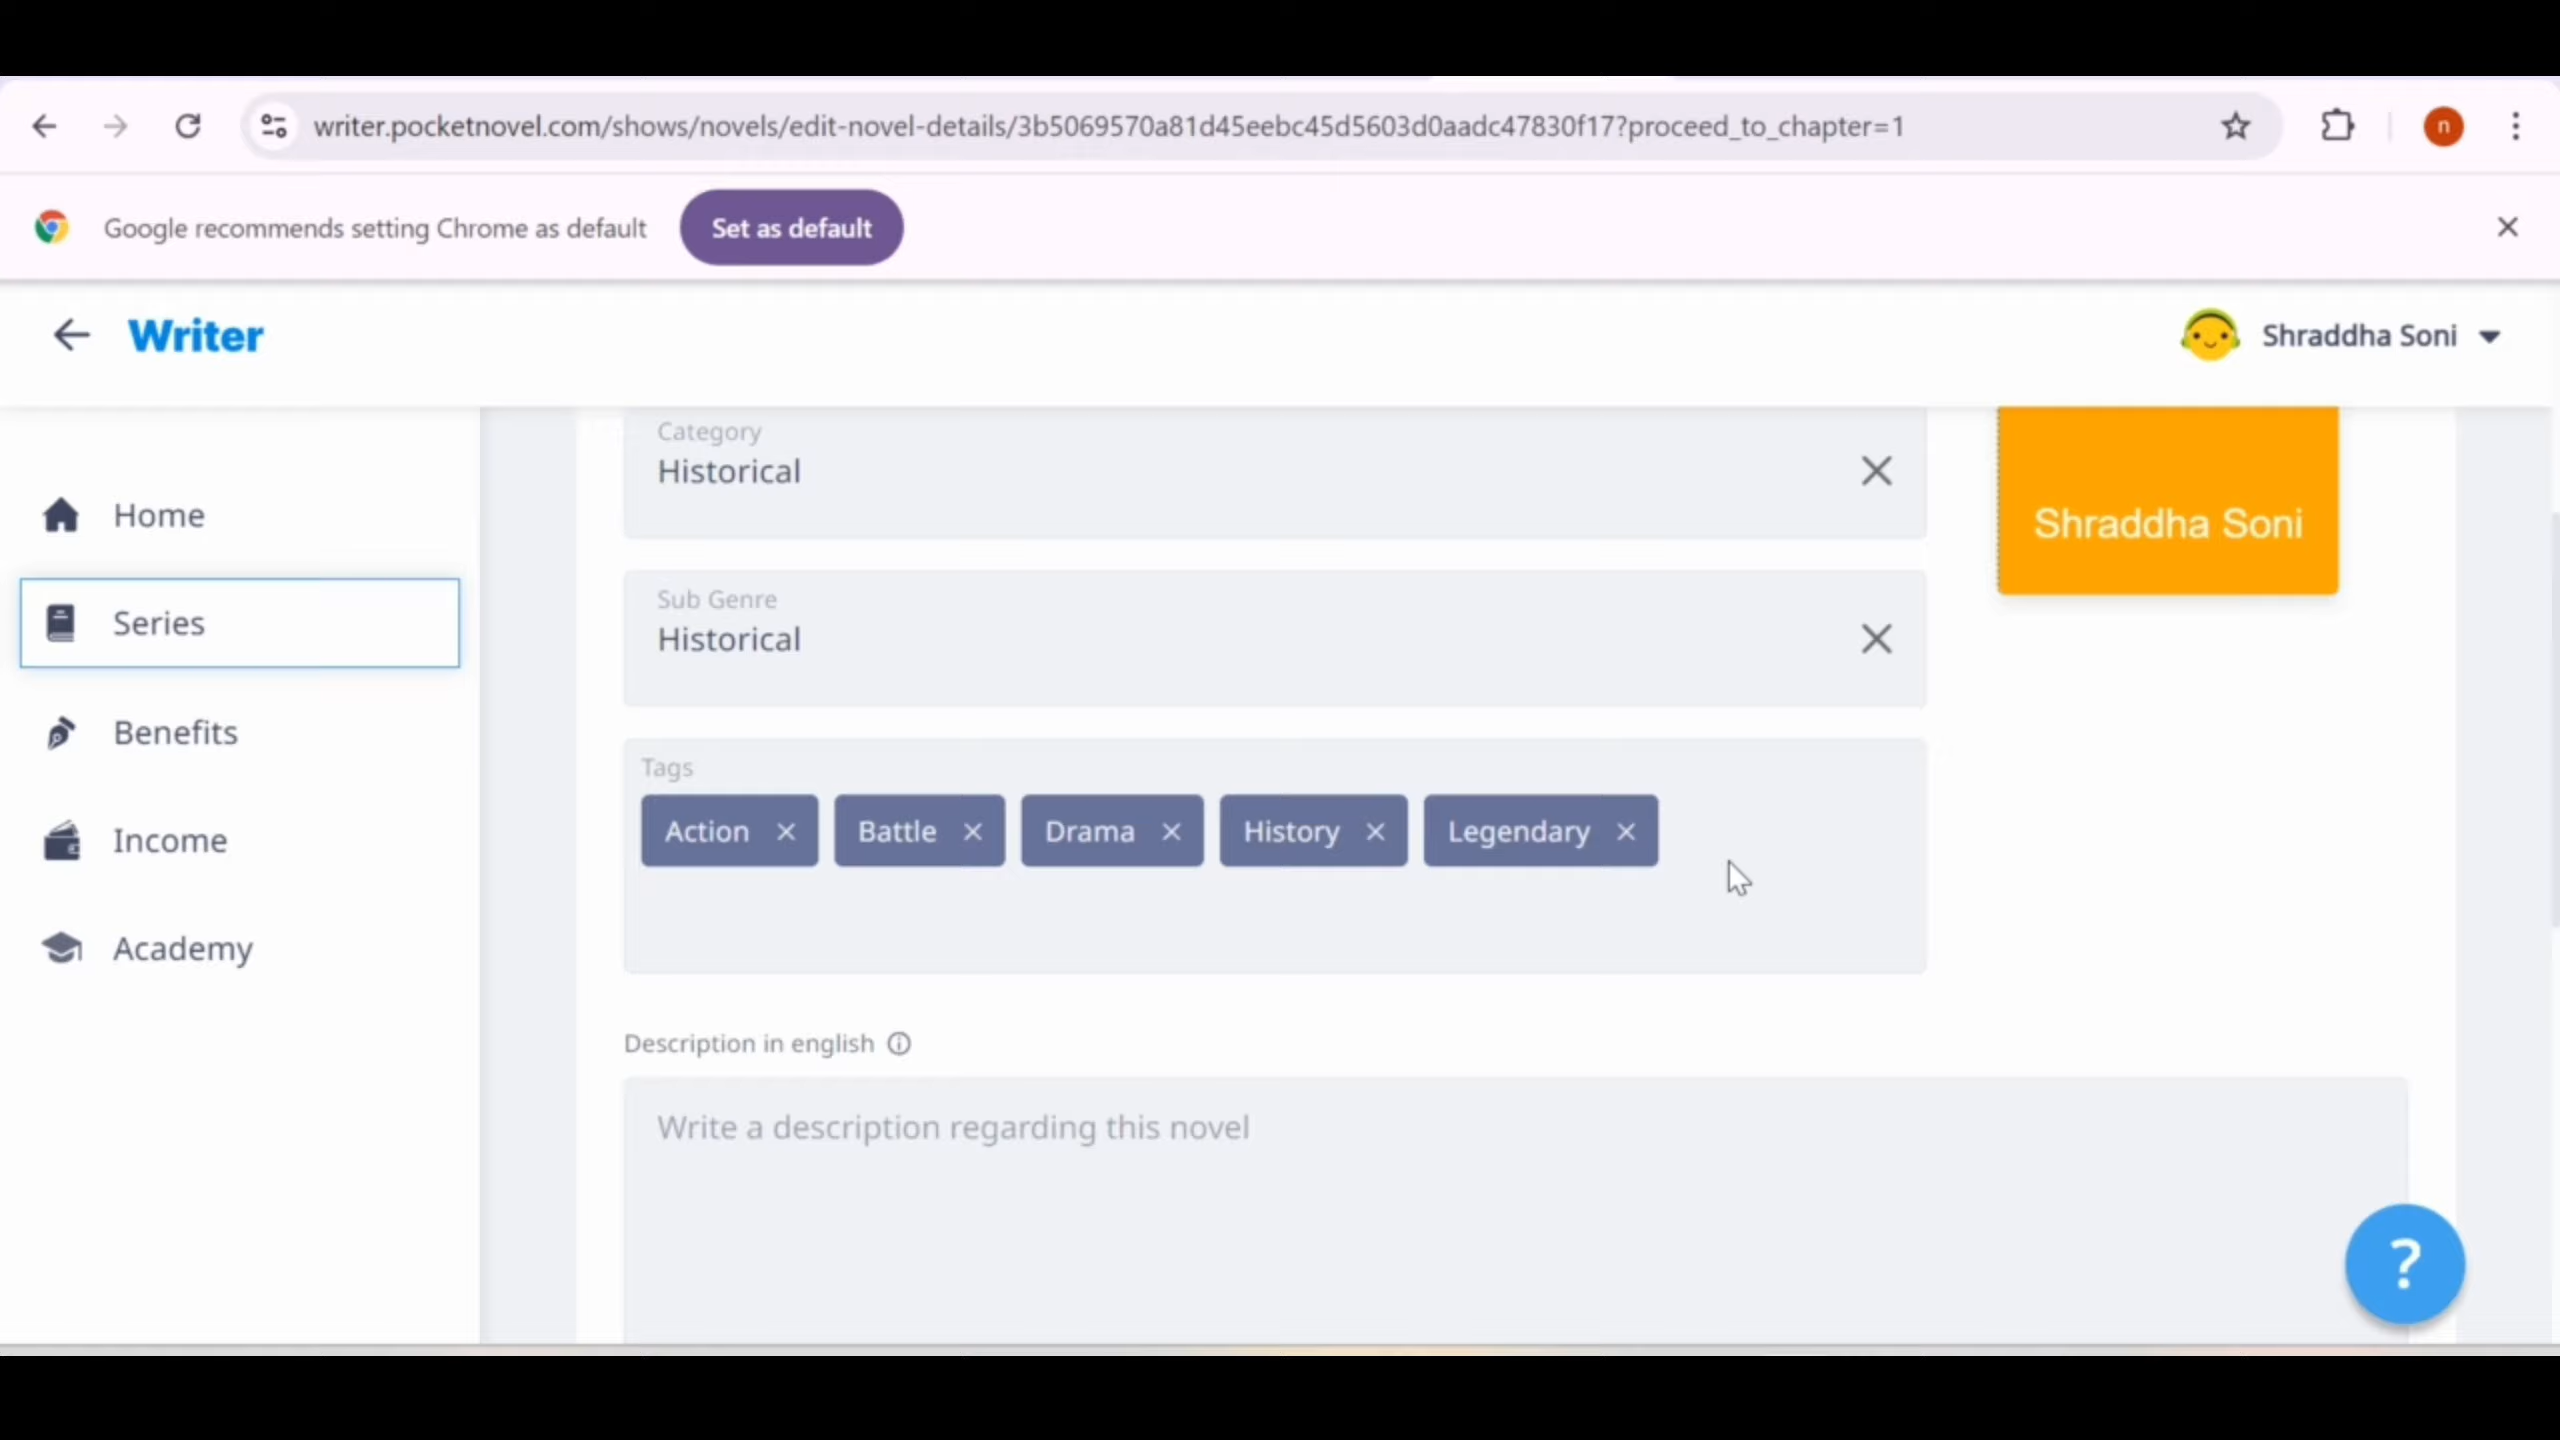 writer.pocketnovel.com/shows/novels/edit-novel-details/3b5069570a81d45eebc45d5603d0aadc47830f17?proceed_to_chapter=1
n
Google recommends setting Chrome as default
Set as default
Writer
Shraddha Soni
Home
Series
Benefits
Income
Academy
Category
Historical
Sub Genre
Historical
Tags
Action
Battle
Drama
History
Legendary
Shraddha Soni
Description in english
Write a description regarding this novel
?